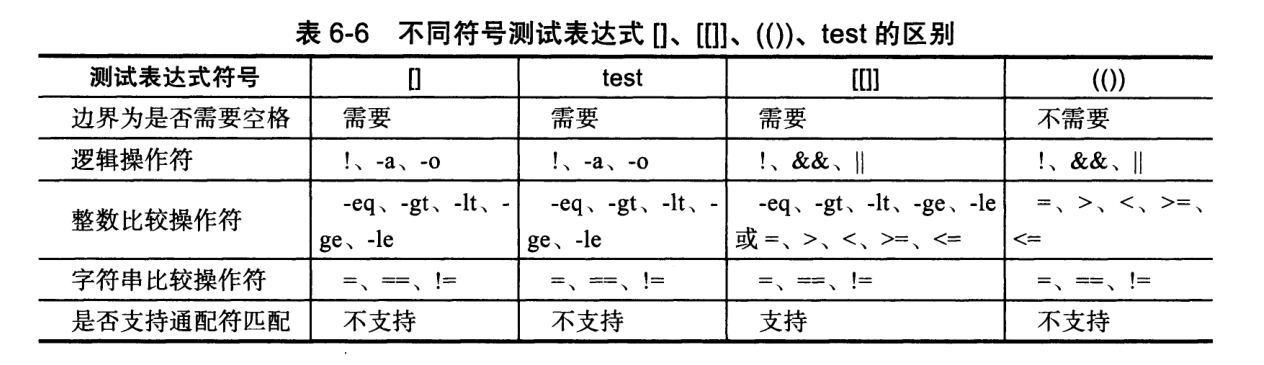 表 6-6 不同符号测试表达式 []、[[]]、(())、test 的区别
测试表达式符号 [] test [[]] (())
边界为是否需要空格 需要 需要 需要 不需要
逻辑操作符 !、-a、-o !、-a、-o !、&&、|| !、&&、||
整数比较操作符 -eq、-gt、-lt、-ge、-le -eq、-gt、-lt、-ge、-le -eq、-gt、-lt、-ge、-le或 =、>、<、>=、<= =、>、<、>=、<=
字符串比较操作符 =、==、!= =、==、!= =、==、!= =、==、!=
是否支持通配符匹配 不支持 不支持 支持 不支持